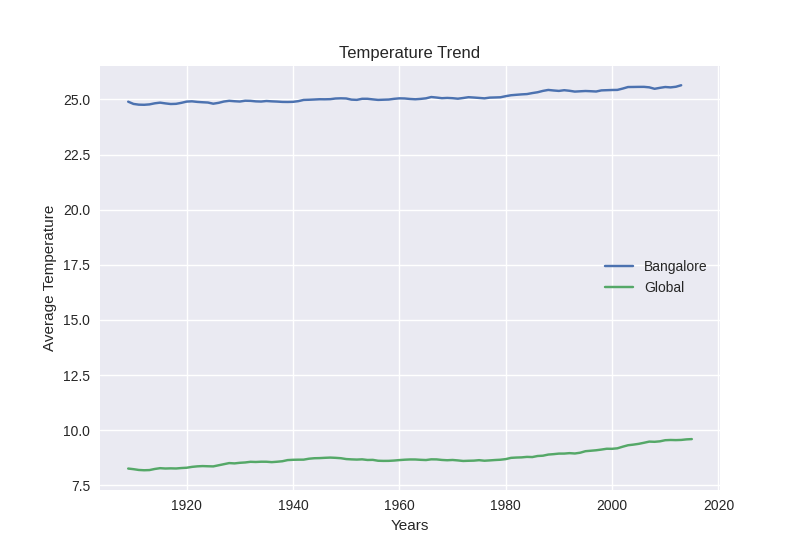 Temperature Trend
25.0
22.5
20.0
17.5
15.0
12.5
10.0
7.5
Average Temperature
Bangalore
Global
1920 1940 1960 1980 2000 2020
Years